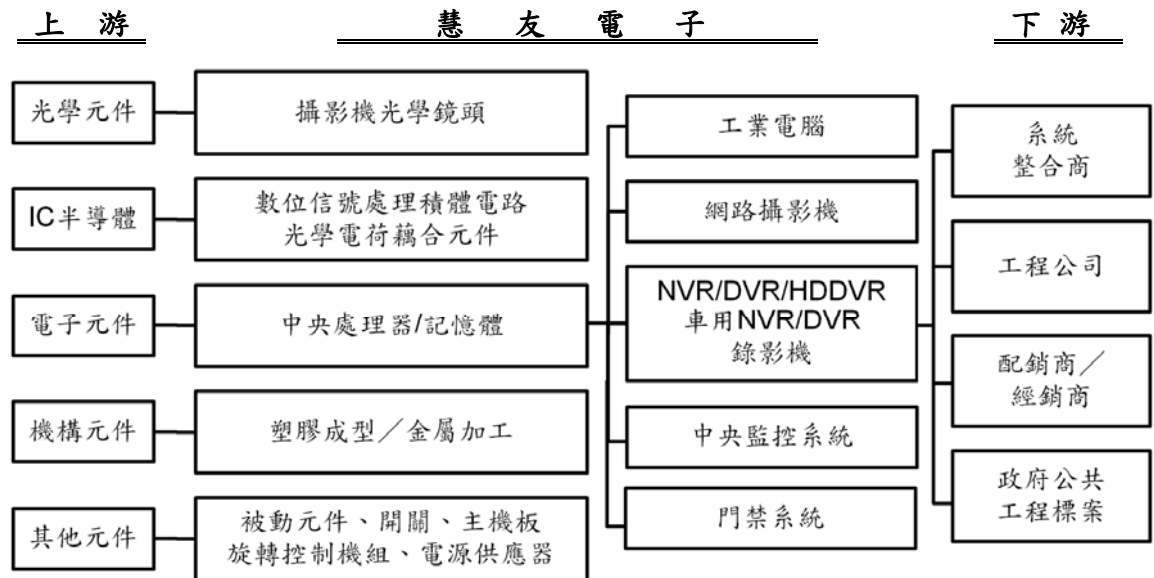 上 游
慧 友 電 子
下 游
光學元件
攝影機光學鏡頭
IC半導體
數位信號處理積體電路
光學電荷藕合元件
電子元件
中央處理器/記憶體
機構元件
塑膠成型／金屬加工
其他元件
被動元件、開關、主機板
旋轉控制機組、電源供應器
工業電腦
網路攝影機
NVR/DVR/HDDVR
車用NVR/DVR
錄影機
中央監控系統
門禁系統
系統
整合商
工程公司
配銷商／
經銷商
政府公共
工程標案